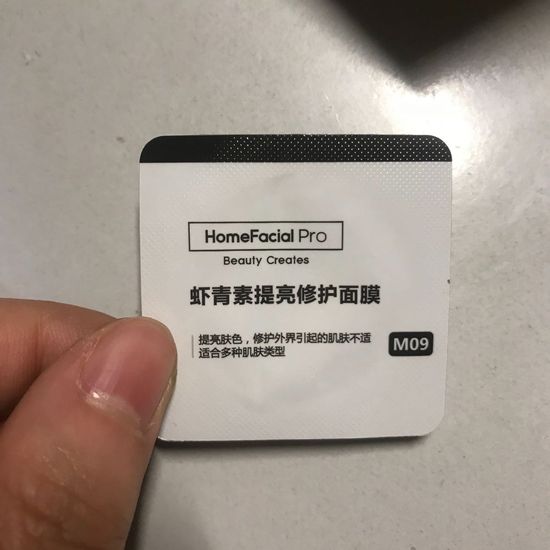 HomeFacial Pro
Beauty Creates
虾青素提亮修护面膜
提亮肤色，修护外界引起的肌肤不适
适合多种肌肤类型
M09